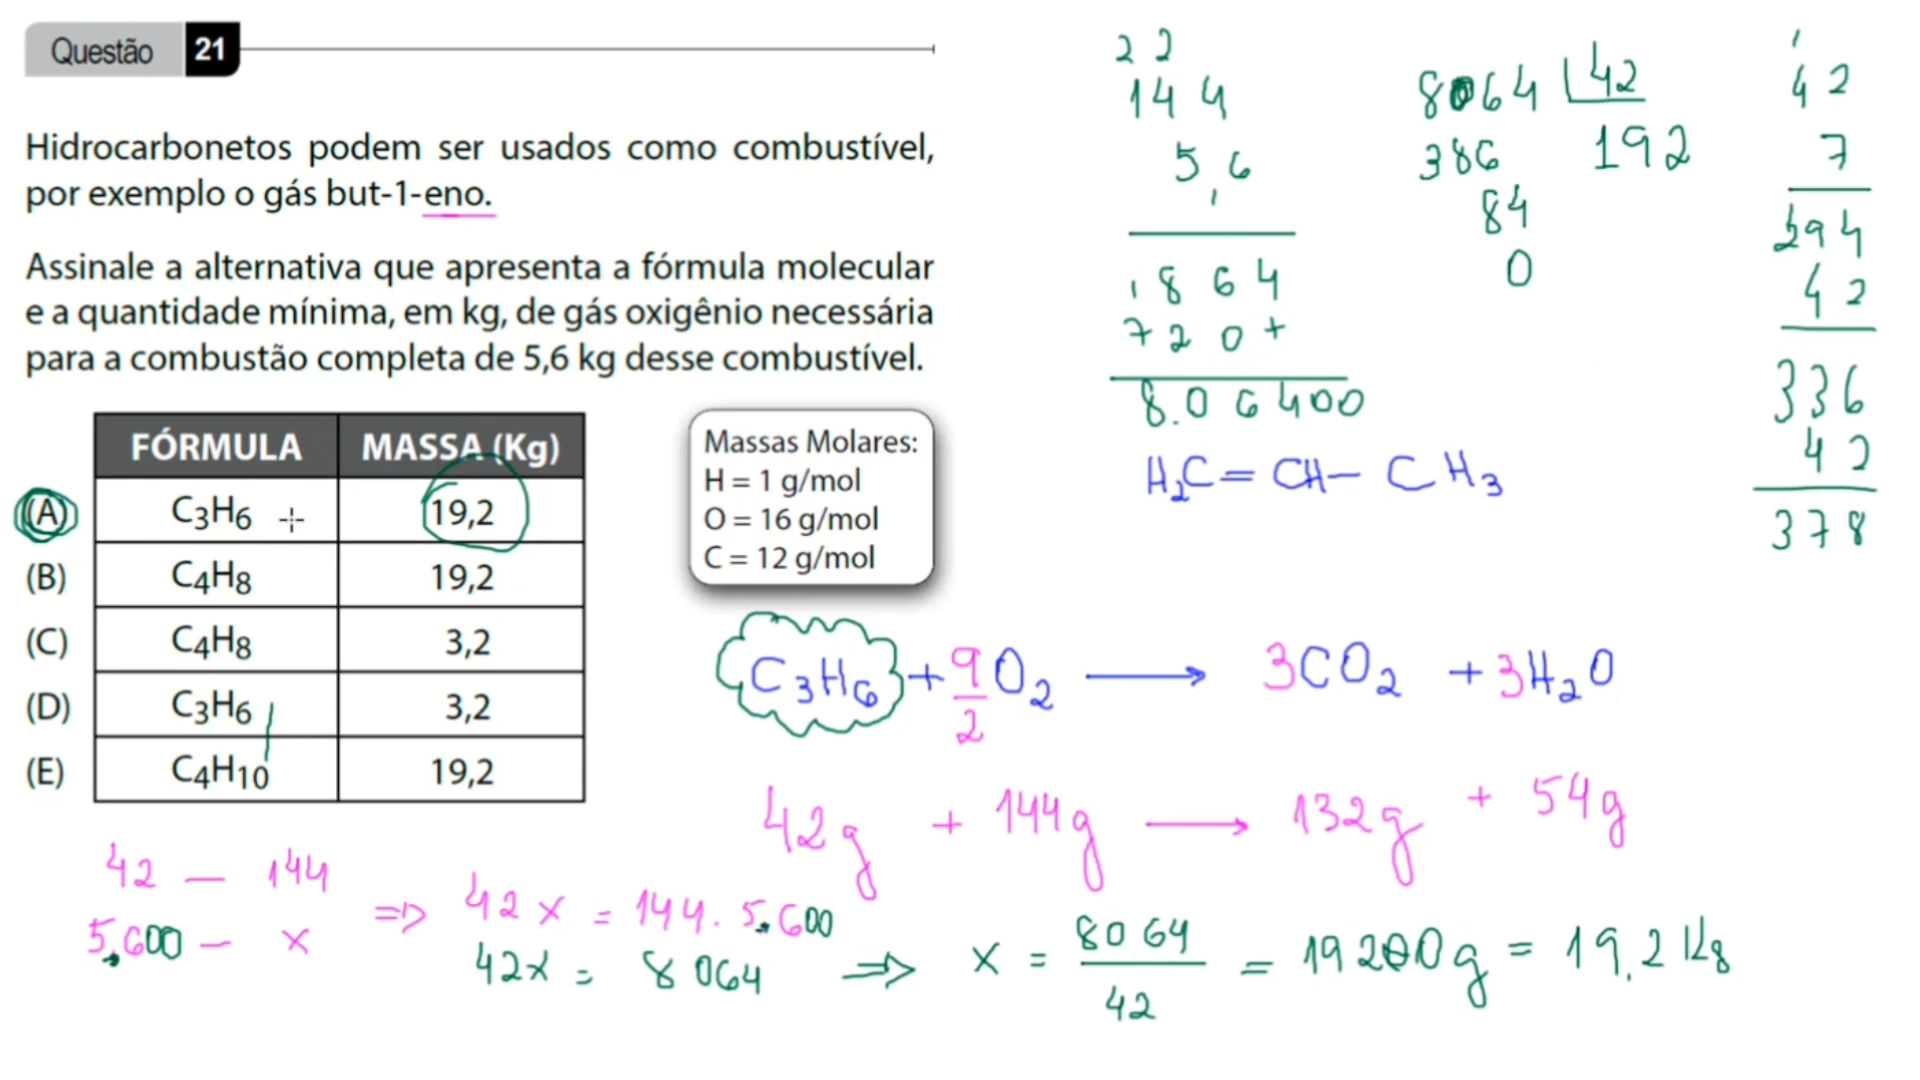 Questão 21
Hidrocarbonetos podem ser usados como combustível,
por exemplo o gás but-1-eno.
Assinale a alternativa que apresenta a fórmula molecular
e a quantidade mínima, em kg, de gás oxigênio necessária
para a combustão completa de 5,6 kg desse combustível.
FÓRMULA MASSA (Kg)
(A) C3H6 19,2
(B) C4H8 19,2
(C) C4H8 3,2
(D) C3H6 3,2
(E) C4H10 19,2
Massas Molares:
H = 1 g/mol
O = 16 g/mol
C = 12 g/mol
2 2
144
5,6
1864
720+
8.06400
8064 42
386 192
84
0
1
42
7
294
42
336
42
378
H2C = CH — CH3
C3H6 + 9/2 O2 → 3CO2 + 3H2O
42g + 144g → 132g + 54g
42 — 144
5.600 — x
⇒ 42x = 144 . 5.600
42x = 8064 ⇒ x = 8064/42 = 19200g = 19,2 Kg